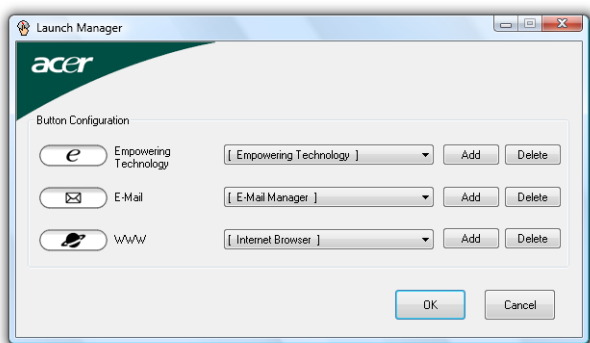 Launch Manager
acer
Button Configuration
e Empowering Technology [ Empowering Technology ] Add Delete
E-Mail [ E-Mail Manager ] Add Delete
WWW [ Internet Browser ] Add Delete
OK Cancel